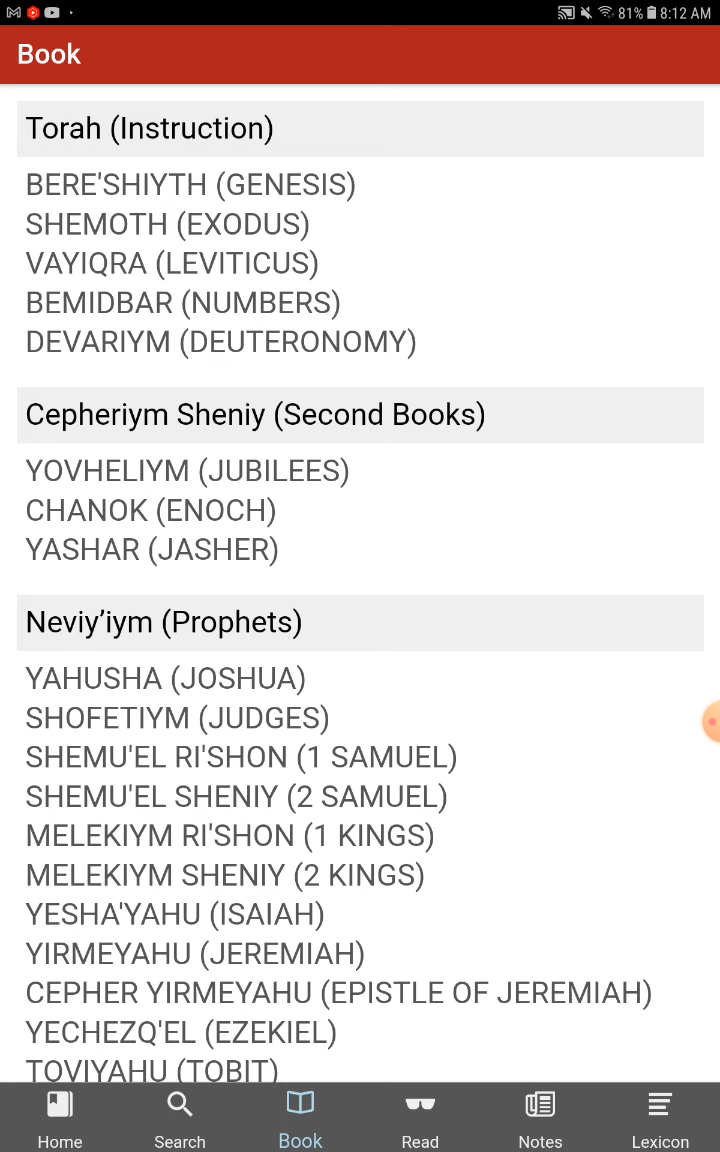 81% 8:12 AM
Book
Torah (Instruction)
BERE'SHIYTH (GENESIS)
SHEMOTH (EXODUS)
VAYIQRA (LEVITICUS)
BEMIDBAR (NUMBERS)
DEVARIYM (DEUTERONOMY)
Cepheriym Sheniy (Second Books)
YOVHELIYM (JUBILEES)
CHANOK (ENOCH)
YASHAR (JASHER)
Neviy’iym (Prophets)
YAHUSHA (JOSHUA)
SHOFETIYM (JUDGES)
SHEMU'EL RI'SHON (1 SAMUEL)
SHEMU'EL SHENIY (2 SAMUEL)
MELEKIYM RI'SHON (1 KINGS)
MELEKIYM SHENIY (2 KINGS)
YESHA'YAHU (ISAIAH)
YIRMEYAHU (JEREMIAH)
CEPHER YIRMEYAHU (EPISTLE OF JEREMIAH)
YECHEZQ'EL (EZEKIEL)
TOVIYAHU (TOBIT)
Home Search Book Read Notes Lexicon